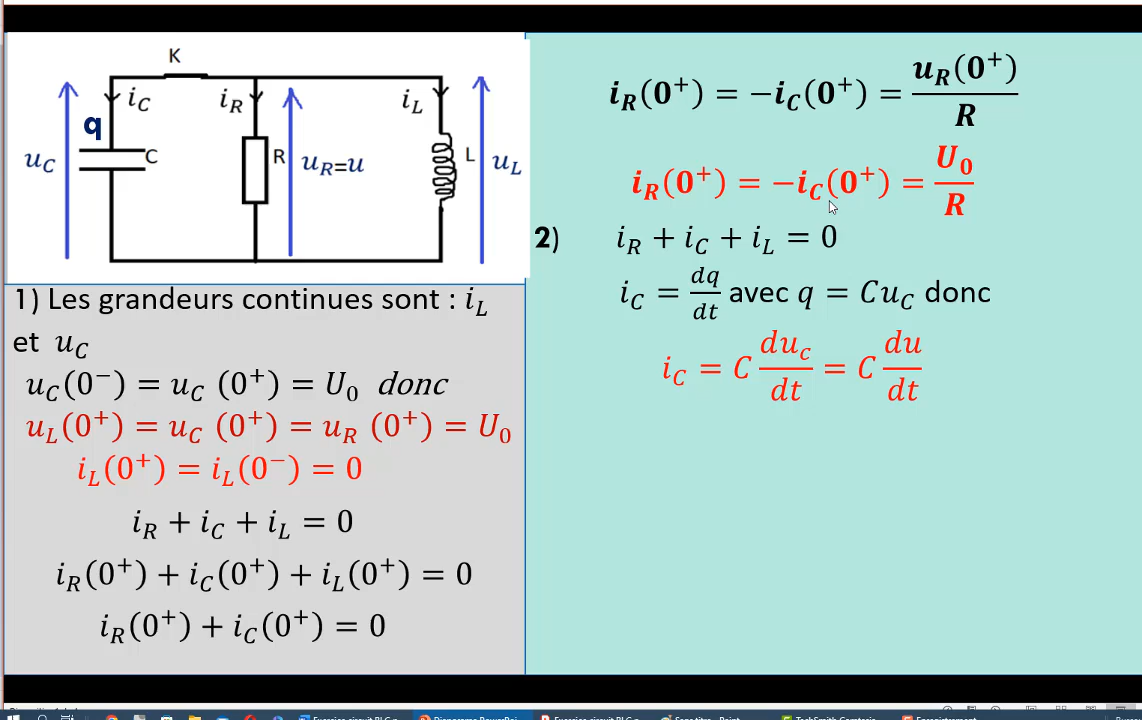 K
i_C
i_R
i_L
q
u_C
C
R
u_R=u
L
u_L
1) Les grandeurs continues sont : i_L
et u_C
u_C(0⁻) = u_C (0⁺) = U_0 donc
u_L(0⁺) = u_C (0⁺) = u_R (0⁺) = U_0
i_L(0⁺) = i_L(0⁻) = 0
i_R + i_C + i_L = 0
i_R(0⁺) + i_C(0⁺) + i_L(0⁺) = 0
i_R(0⁺) + i_C(0⁺) = 0
i_R(0⁺) = −i_C(0⁺) = u_R(0⁺)/R
i_R(0⁺) = −i_C(0⁺) = U_0/R
2) i_R + i_C + i_L = 0
i_C = dq/dt avec q = Cu_C donc
i_C = C du_c/dt = C du/dt